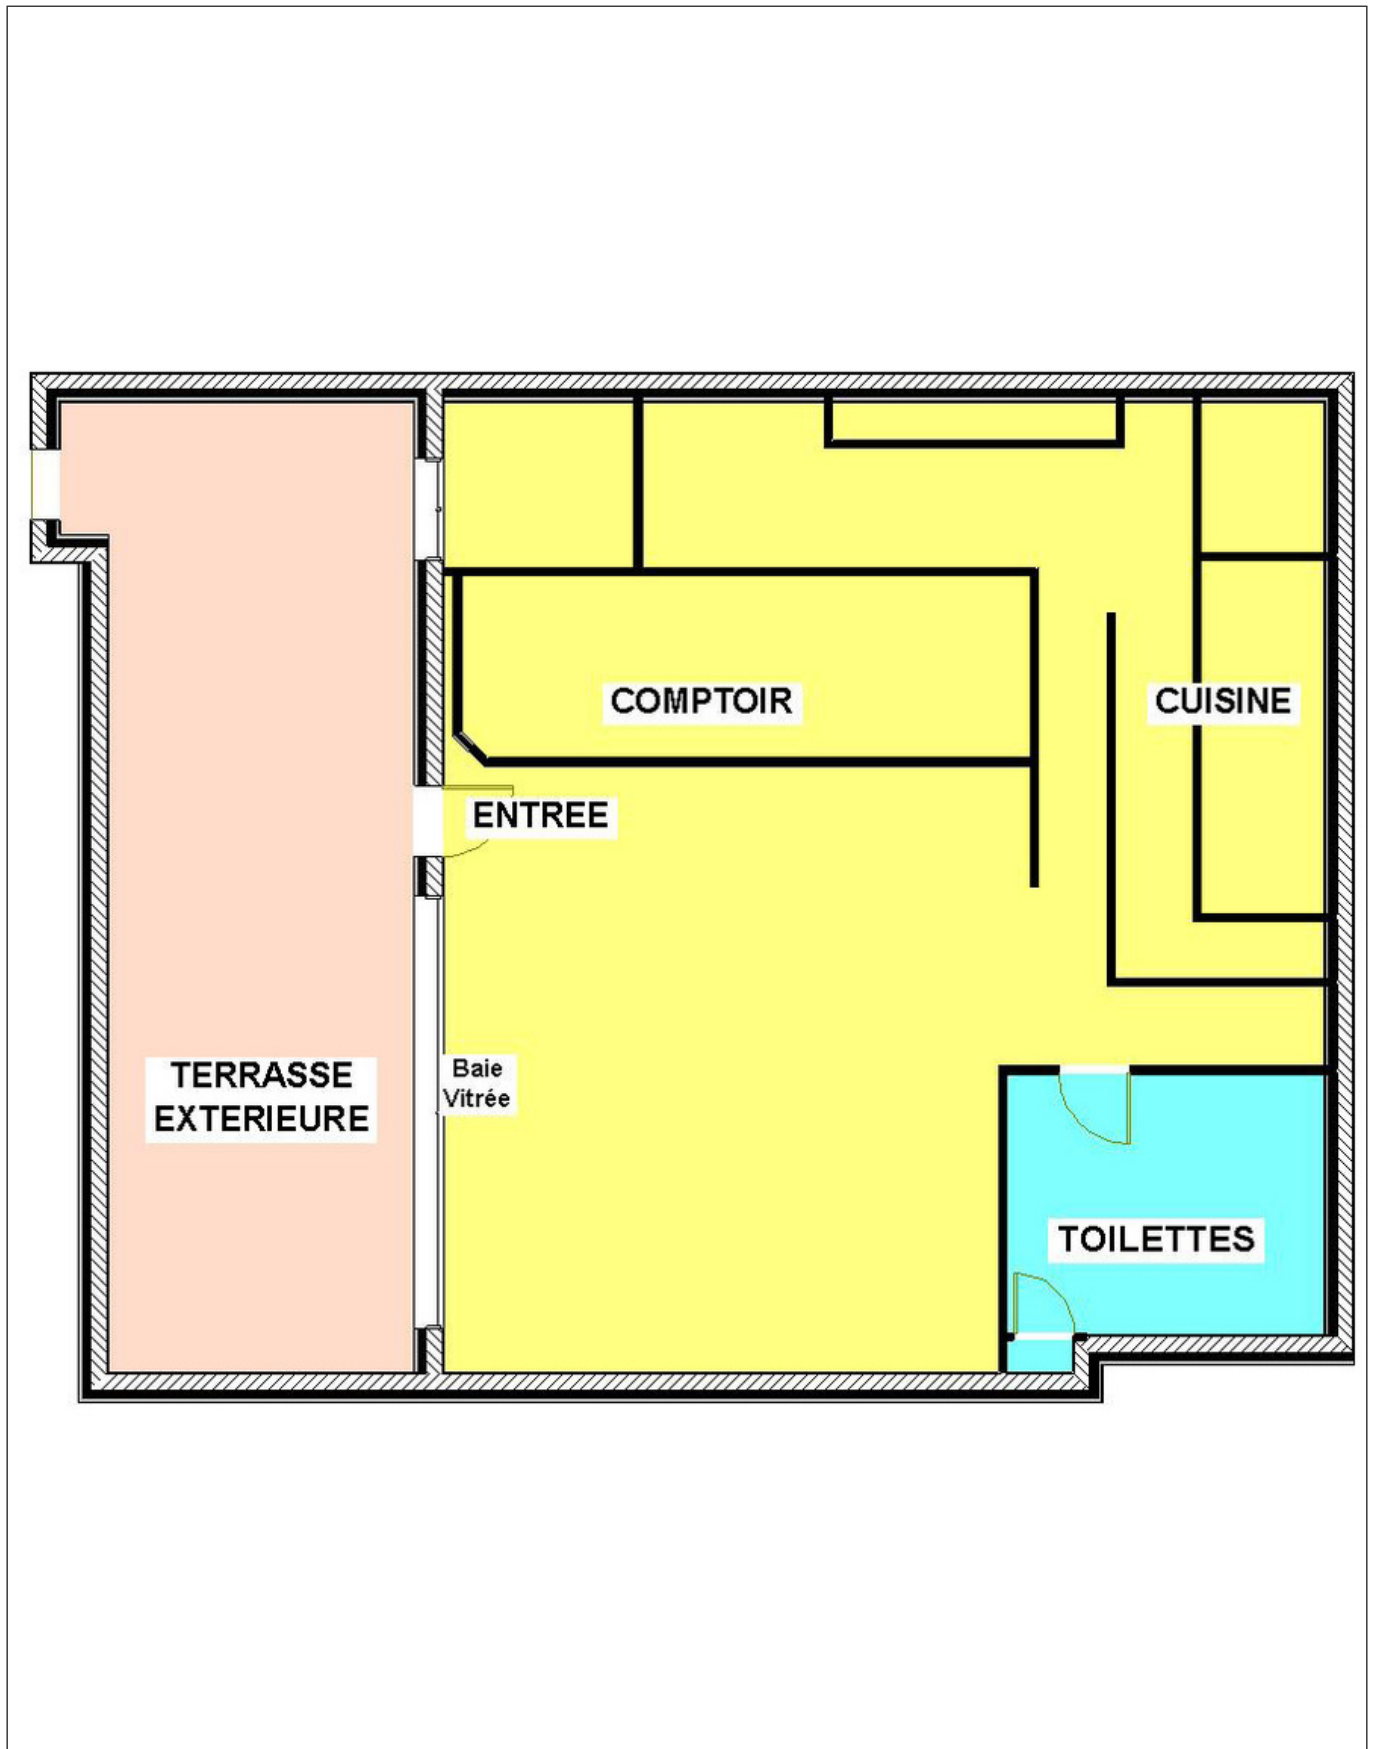 COMPTOIR
CUISINE
ENTREE
TERRASSE
EXTERIEURE
Baie
Vitrée
TOILETTES